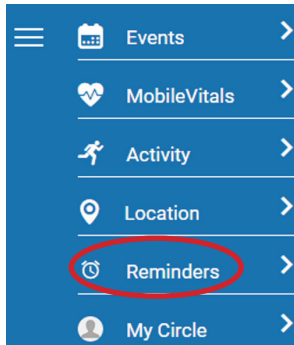 Events
MobileVitals
Activity
Location
Reminders
My Circle